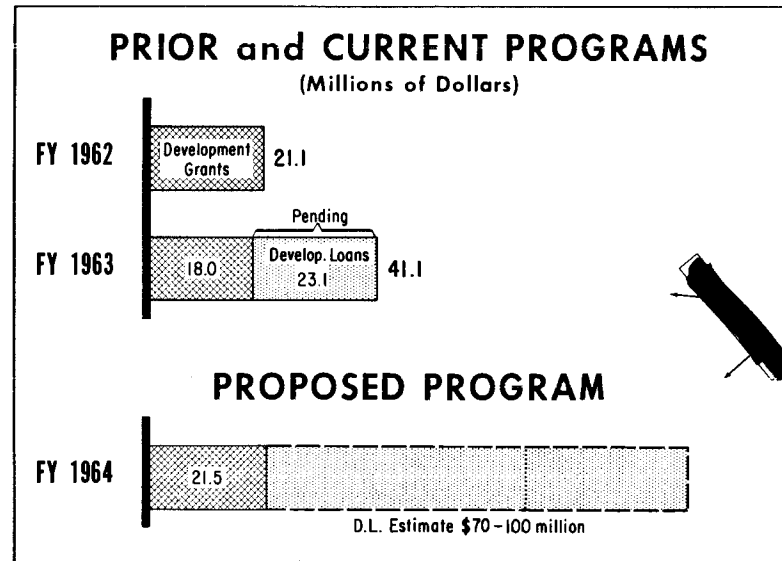 PRIOR and CURRENT PROGRAMS
(Millions of Dollars)
FY 1962
Development
Grants
21.1
Pending
FY 1963
18.0
Develop. Loans
23.1
41.1
PROPOSED PROGRAM
FY 1964
21.5
D.L. Estimate $70-100 million